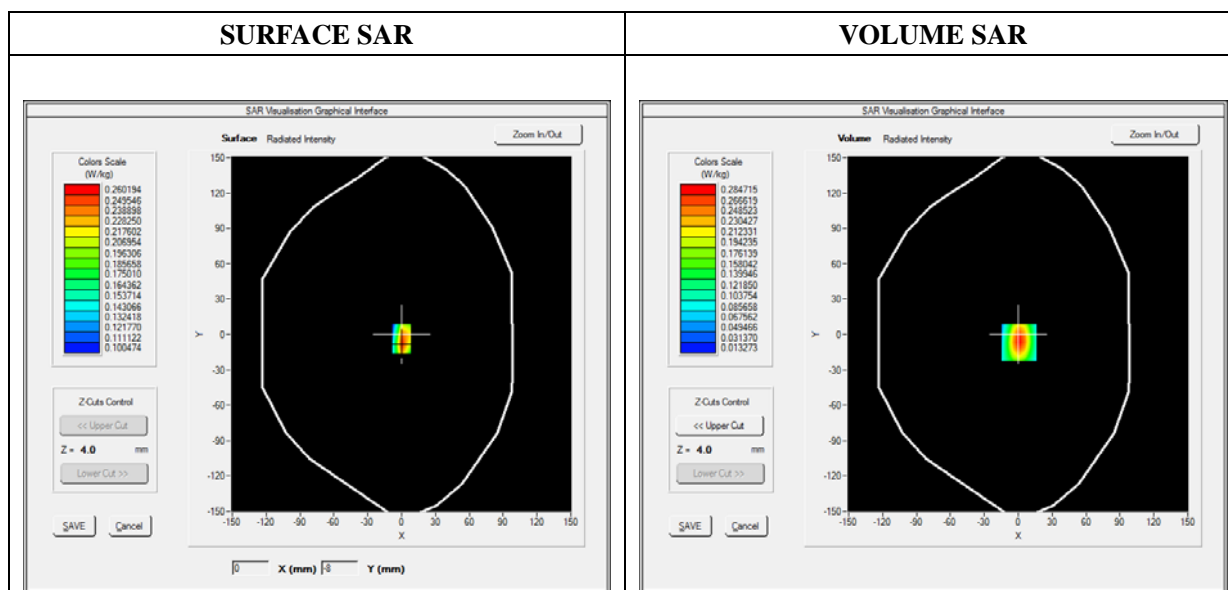 SURFACE SAR
VOLUME SAR
SAR Visualisation Graphical Interface
Surface Radiated Intensity
Zoom In/Out
Colors Scale
(W/kg)
0.260194
0.249546
0.238898
0.228250
0.217602
0.206954
0.196306
0.185658
0.175010
0.164362
0.153714
0.143066
0.132418
0.121770
0.111122
0.100474
Z-Cuts Control
<< Upper Cut
Z = 4.0 mm
Lower Cut >>
SAVE Cancel
150
120
90
60
30
0
-30
-60
-90
-120
-150
Y
-150 -120 -90 -60 -30 0 30 60 90 120 150
X
0 X (mm) -8 Y (mm)
SAR Visualisation Graphical Interface
Volume Radiated Intensity
Zoom In/Out
Colors Scale
(W/kg)
0.284715
0.266619
0.248523
0.230427
0.212331
0.194235
0.176139
0.158042
0.139946
0.121850
0.103754
0.085658
0.067562
0.049466
0.031370
0.013273
Z-Cuts Control
<< Upper Cut
Z = 4.0 mm
Lower Cut >>
SAVE Cancel
150
120
90
60
30
0
-30
-60
-90
-120
-150
Y
-150 -120 -90 -60 -30 0 30 60 90 120 150
X